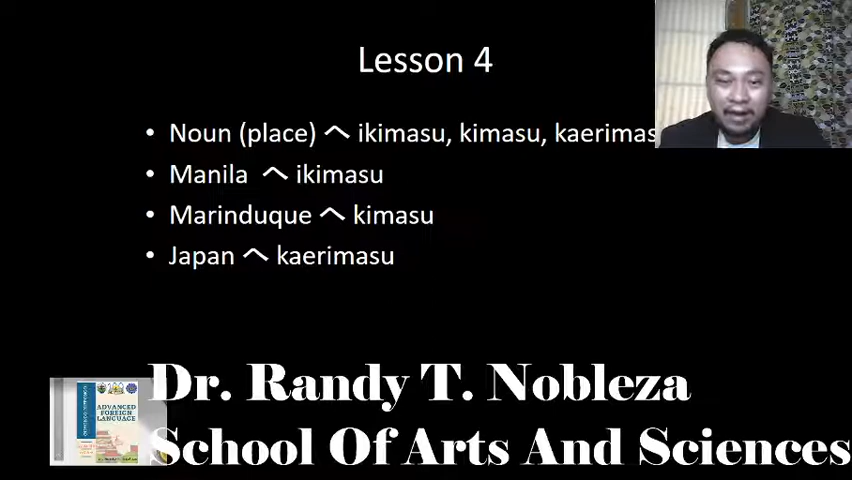 Lesson 4
• Noun (place) へ ikimasu, kimasu, kaerimas
• Manila へ ikimasu
• Marinduque へ kimasu
• Japan へ kaerimasu
Dr. Randy T. Nobleza
School Of Arts And Sciences
ADVANCED
FOREIGN
LANGUAGE